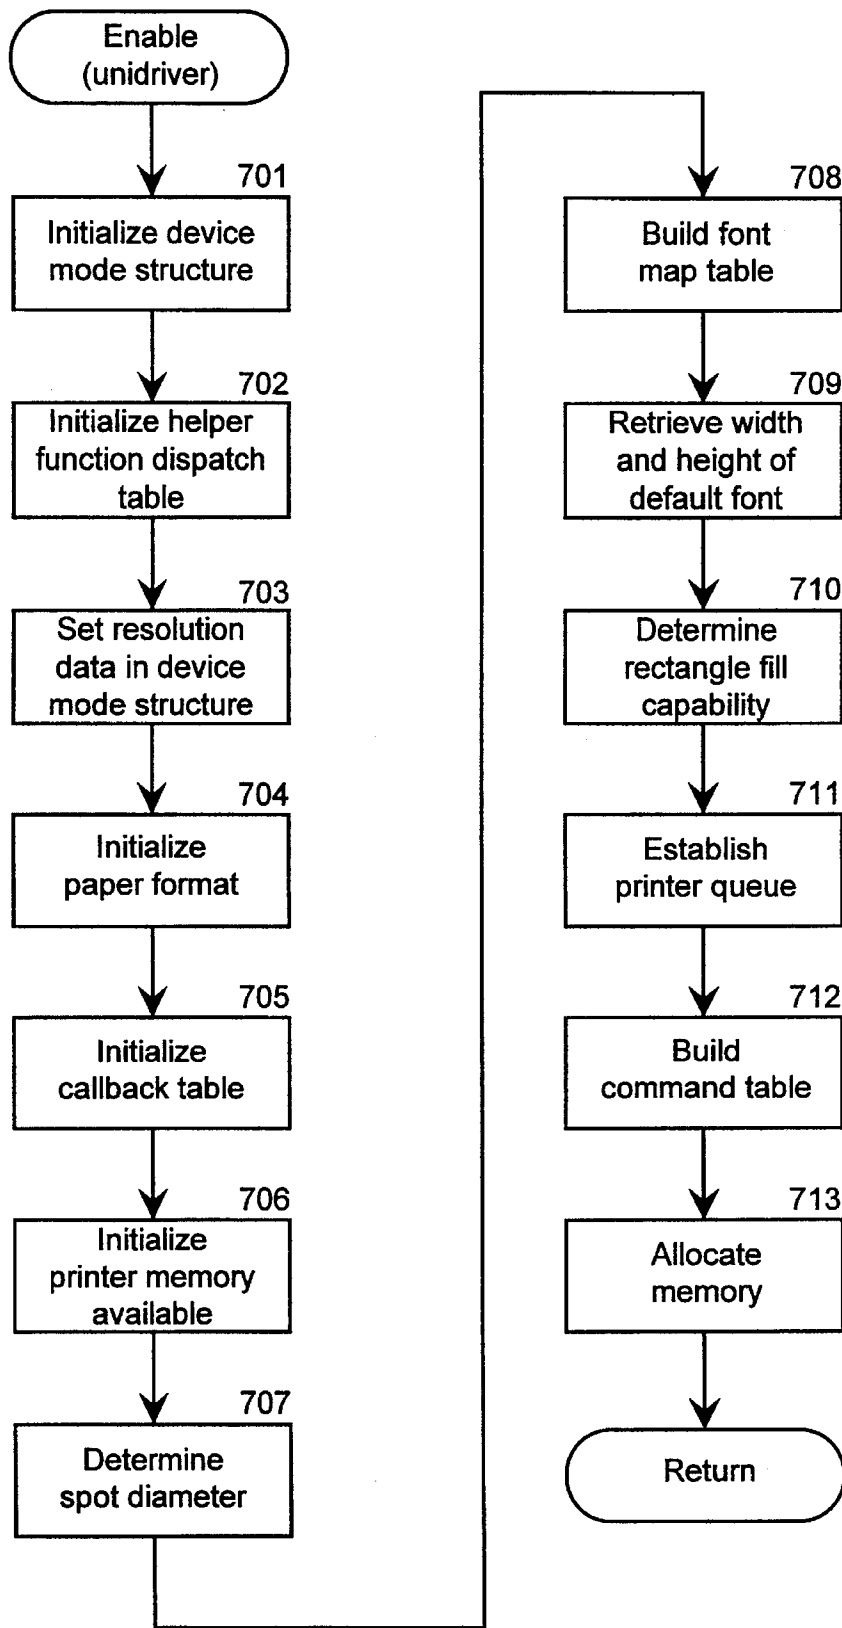 Enable
(unidriver)
701
Initialize device
mode structure
702
Initialize helper
function dispatch
table
703
Set resolution
data in device
mode structure
704
Initialize
paper format
705
Initialize
callback table
706
Initialize
printer memory
available
707
Determine
spot diameter
708
Build font
map table
709
Retrieve width
and height of
default font
710
Determine
rectangle fill
capability
711
Establish
printer queue
712
Build
command table
713
Allocate
memory
Return